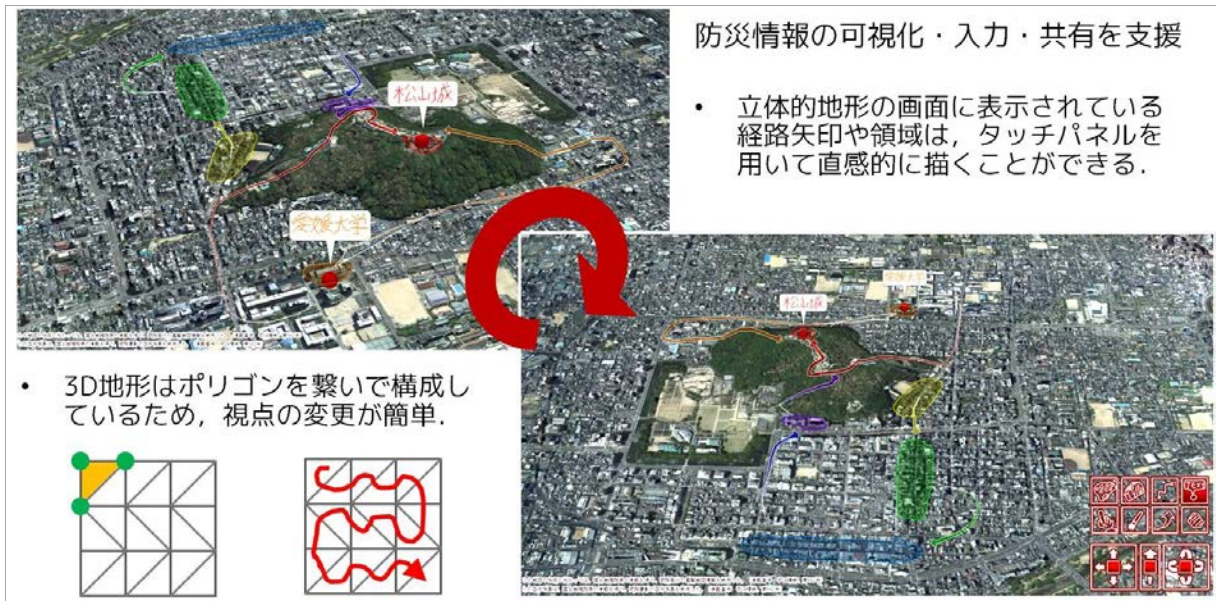 防災情報の可視化・入力・共有を支援
• 立体的地形の画面に表示されている
経路矢印や領域は，タッチパネルを
用いて直感的に描くことができる．
松山城
愛媛大学
愛媛大学
松山城
• 3D地形はポリゴンを繋いで構成し
ているため，視点の変更が簡単．